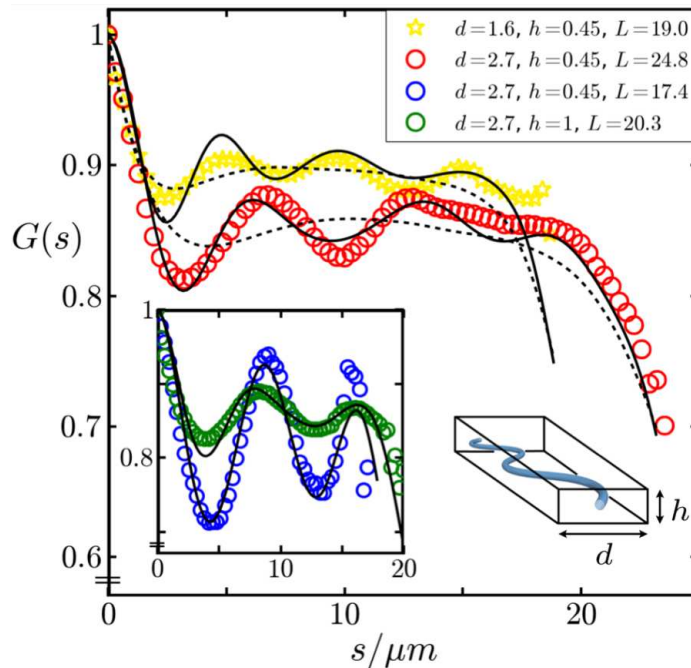 1
0.9
0.8
0.7
0.6
G(s)
d=1.6, h=0.45, L=19.0
d=2.7, h=0.45, L=24.8
d=2.7, h=0.45, L=17.4
d=2.7, h=1, L=20.3
1
0.8
0
10
20
h
d
0
10
20
s/μm